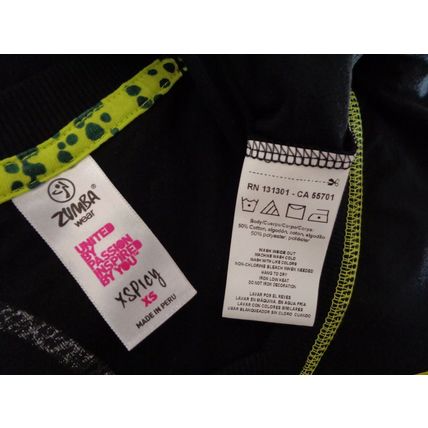 ZUMBA
wear
UNITED
BY PASSION
BY YOU
XSPICY
XS
MADE IN PERU
RN 131301 - CA 55701
Body/Cuerpo/Corpo/Corps:
50% Cotton, algodón, coton, algodão
50% polyester, poliéster
WASH INSIDE OUT
MACHINE WASH COLD
WASH WITH LIKE COLORS
NON-CHLORINE BLEACH WHEN NEEDED
HANG TO DRY
IRON LOW HEAT
DO NOT IRON DECORATION
LAVAR POR EL REVES
LAVAR EN MÁQUINA, EN AGUA FRIA
LAVAR CON COLORES SIMILARES
USAR BLANQUEADOR SIN CLORO CUANDO